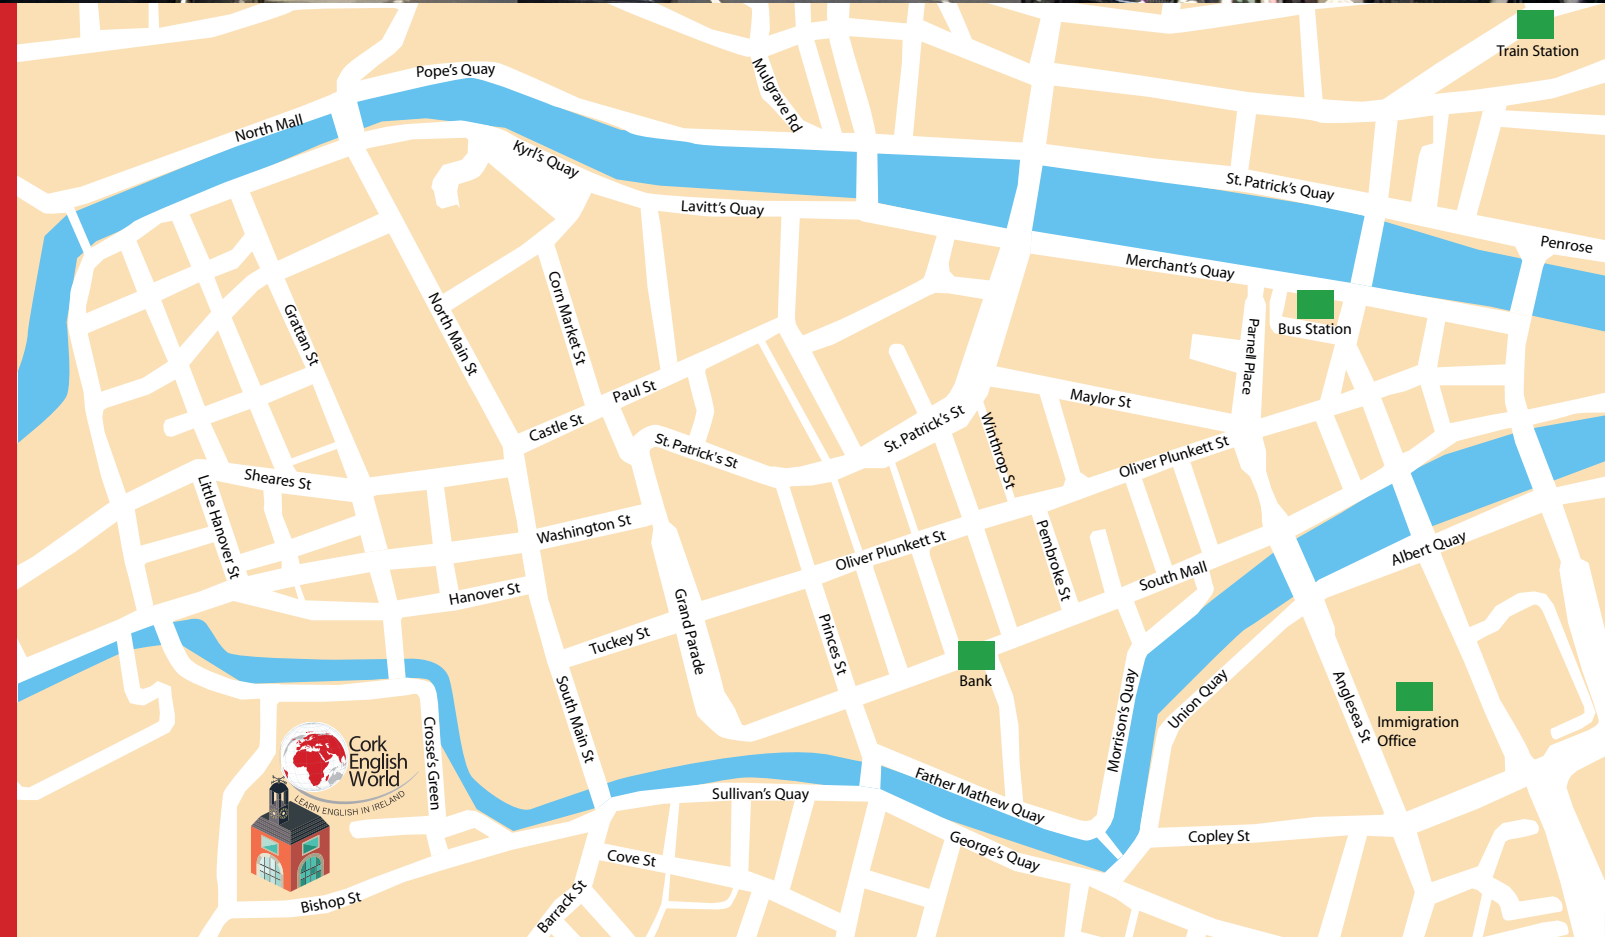 Train Station
Pope's Quay
Mulgrave Rd
North Mall
Kyrl's Quay
St. Patrick's Quay
Lavitt's Quay
Penrose
Merchant's Quay
Bus Station
Corn Market St
North Main St
Grattan St
Parnell Place
Paul St
Maylor St
Castle St
St. Patrick's St
St. Patrick's St
Winthrop St
Oliver Plunkett St
Sheares St
Little Hanover St
Washington St
Oliver Plunkett St
Pembroke St
Albert Quay
South Mall
Hanover St
Grand Parade
Tuckey St
Princes St
Bank
Morrison's Quay
Union Quay
Anglesea St
Immigration
Office
South Main St
Crosse's Green
Cork
English
World
LEARN ENGLISH IN IRELAND
Sullivan's Quay
Father Mathew Quay
George's Quay
Copley St
Cove St
Barrack St
Bishop St